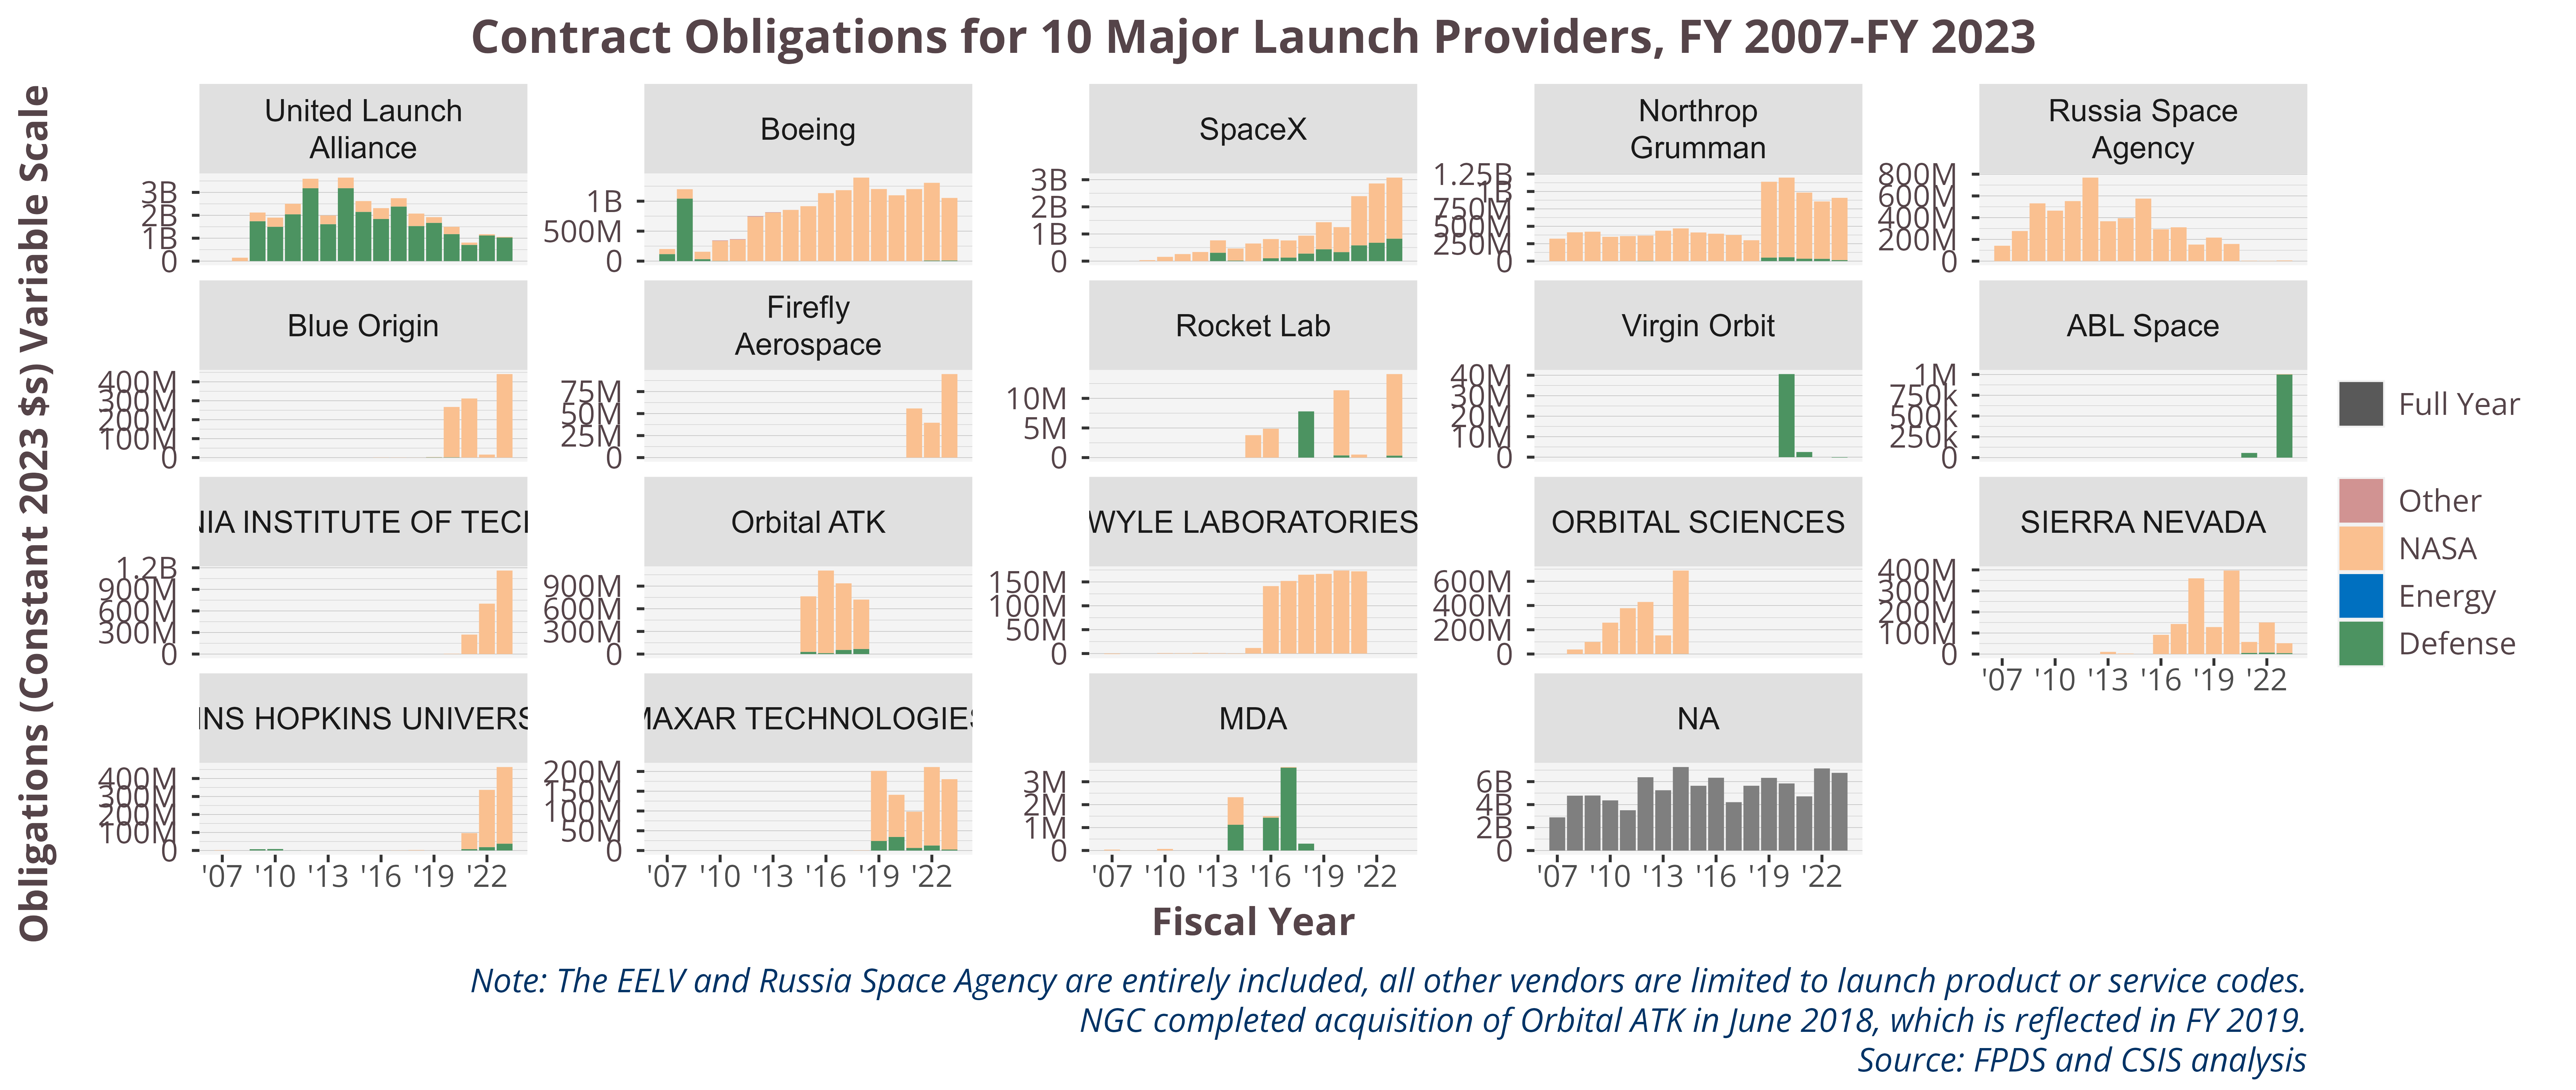 Contract Obligations for 10 Major Launch Providers, FY 2007-FY 2023
Obligations (Constant 2023 $s) Variable Scale
United Launch
Alliance
3B
2B
1B
0
Boeing
1B
500M
0
SpaceX
3B
2B
1B
0
Northrop
Grumman
1.25B
1B
750M
500M
250M
0
Russia Space
Agency
800M
600M
400M
200M
0
Blue Origin
400M
300M
200M
100M
0
Firefly
Aerospace
75M
50M
25M
0
Rocket Lab
10M
5M
0
Virgin Orbit
40M
30M
20M
10M
0
ABL Space
1M
750k
500k
250k
0
NIA INSTITUTE OF TECH
1.2B
900M
600M
300M
0
Orbital ATK
900M
600M
300M
0
WYLE LABORATORIES
150M
100M
50M
0
ORBITAL SCIENCES
600M
400M
200M
0
SIERRA NEVADA
400M
300M
200M
100M
0
'07 '10 '13 '16 '19 '22
INS HOPKINS UNIVERS
400M
300M
200M
100M
0
'07 '10 '13 '16 '19 '22
MAXAR TECHNOLOGIES
200M
150M
100M
50M
0
'07 '10 '13 '16 '19 '22
MDA
3M
2M
1M
0
'07 '10 '13 '16 '19 '22
NA
6B
4B
2B
0
'07 '10 '13 '16 '19 '22
Fiscal Year
Full Year
Other
NASA
Energy
Defense
Note: The EELV and Russia Space Agency are entirely included, all other vendors are limited to launch product or service codes.
NGC completed acquisition of Orbital ATK in June 2018, which is reflected in FY 2019.
Source: FPDS and CSIS analysis